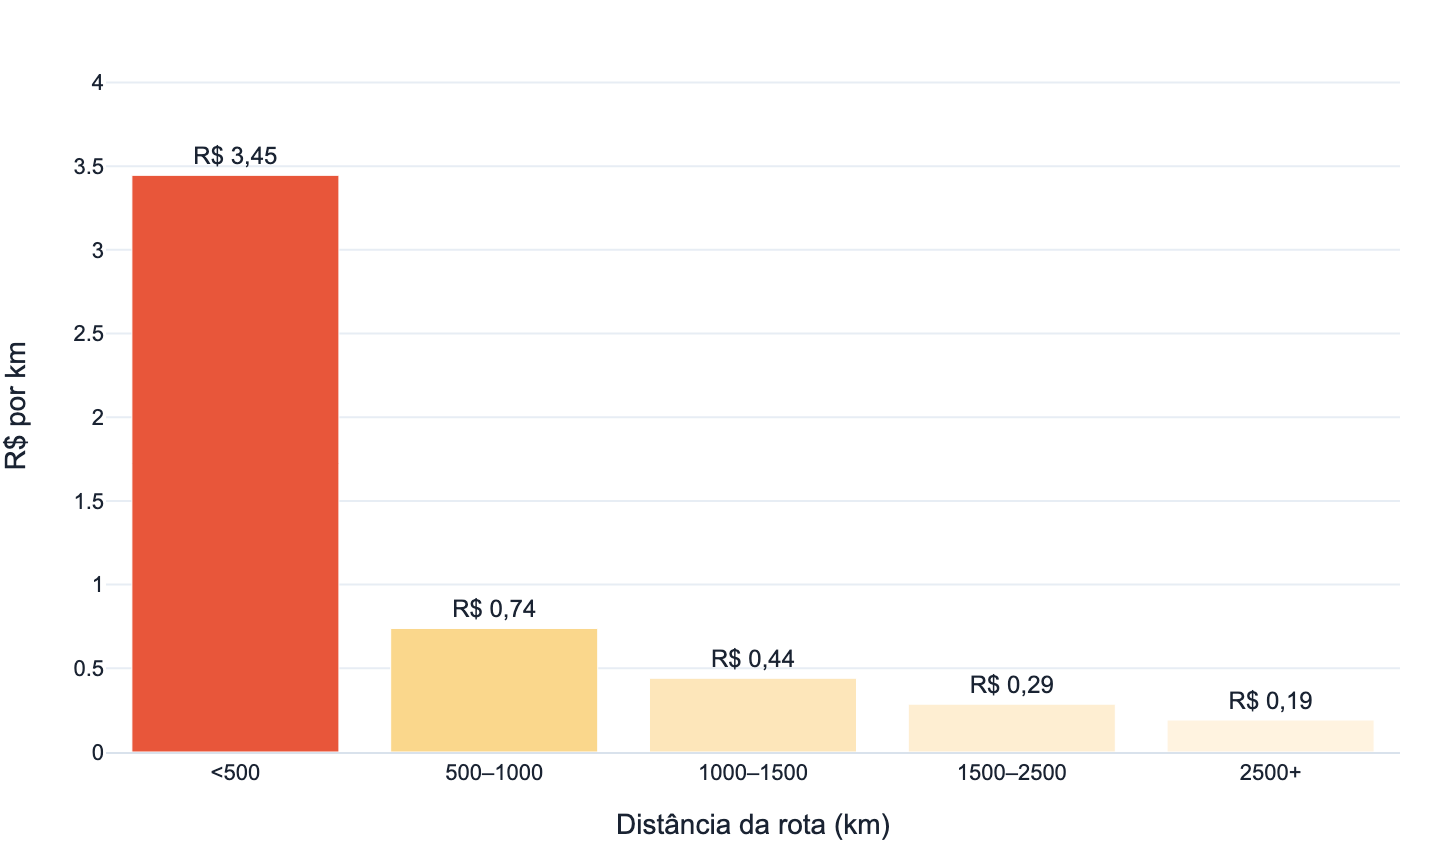 4
3.5
3
2.5
2
1.5
1
0.5
0
R$ por km
R$ 3,45
R$ 0,74
R$ 0,44
R$ 0,29
R$ 0,19
<500
500–1000
1000–1500
1500–2500
2500+
Distância da rota (km)